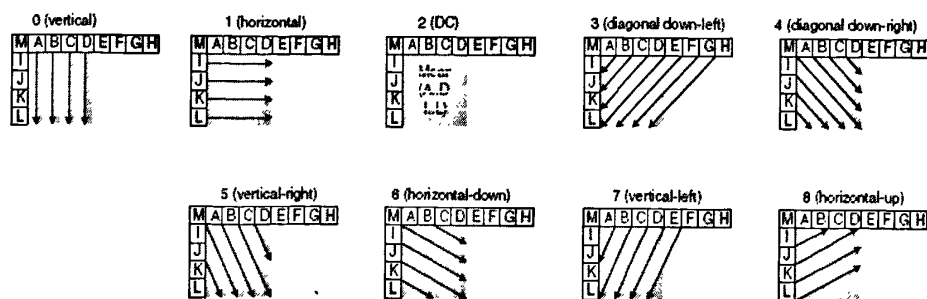 0 (vertical)
1 (horizontal)
2 (DC)
3 (diagonal down-left)
4 (diagonal down-right)
M A B C D E F G H
I
J
K
L
M A B C D E F G H
I
J
K
L
M A B C D E F G H
I
J
K
L
Mean
(A..D
I..L)
M A B C D E F G H
I
J
K
L
M A B C D E F G H
I
J
K
L
5 (vertical-right)
6 (horizontal-down)
7 (vertical-left)
8 (horizontal-up)
M A B C D E F G H
I
J
K
L
M A B C D E F G H
I
J
K
L
M A B C D E F G H
I
J
K
L
M A B C D E F G H
I
J
K
L